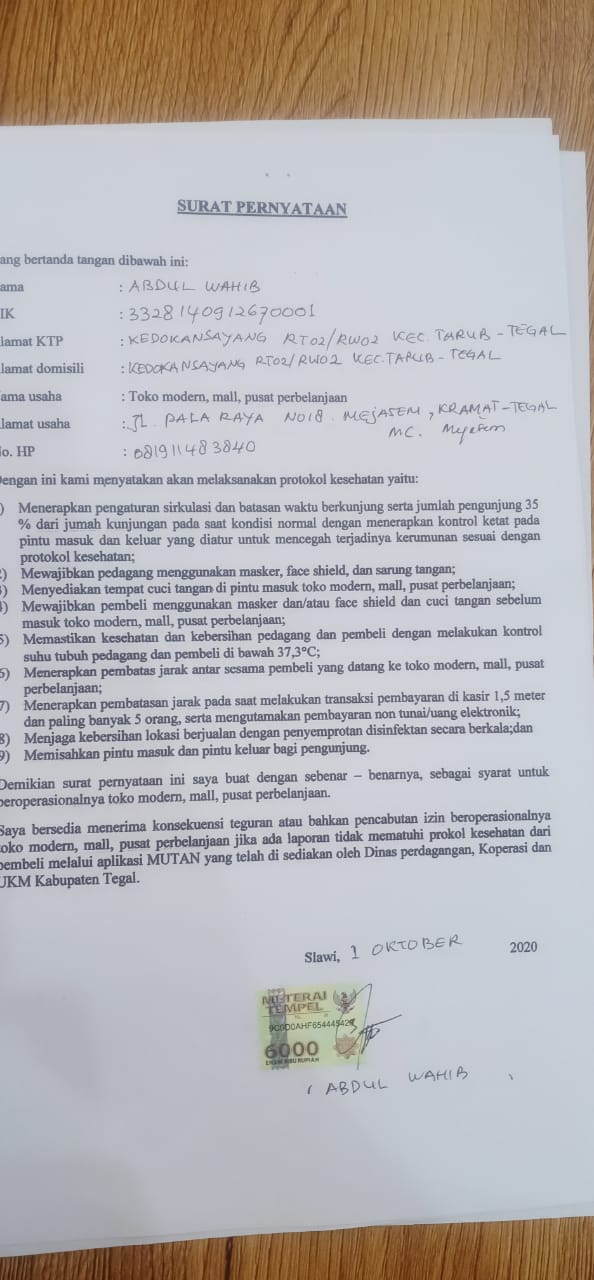 SURAT PERNYATAAN
ang bertanda tangan dibawah ini:
ama : ABDUL WAHIB
IK : 3328140912670001
lamat KTP : KEDOKANSAYANG RT02/RW02 KEC. TARUB - TEGAL
lamat domisili : KEDOKANSAYANG RT02/RW02 KEC. TARUB - TEGAL
ama usaha : Toko modern, mall, pusat perbelanjaan
lamat usaha : JL. PALA RAYA NO18. MEJASEM, KRAMAT - TEGAL
MC. Mejasem
o. HP : 081911483840
Dengan ini kami menyatakan akan melaksanakan protokol kesehatan yaitu:
) Menerapkan pengaturan sirkulasi dan batasan waktu berkunjung serta jumlah pengunjung 35
% dari jumah kunjungan pada saat kondisi normal dengan menerapkan kontrol ketat pada
pintu masuk dan keluar yang diatur untuk mencegah terjadinya kerumunan sesuai dengan
protokol kesehatan;
2) Mewajibkan pedagang menggunakan masker, face shield, dan sarung tangan;
3) Menyediakan tempat cuci tangan di pintu masuk toko modern, mall, pusat perbelanjaan;
4) Mewajibkan pembeli menggunakan masker dan/atau face shield dan cuci tangan sebelum
masuk toko modern, mall, pusat perbelanjaan;
5) Memastikan kesehatan dan kebersihan pedagang dan pembeli dengan melakukan kontrol
suhu tubuh pedagang dan pembeli di bawah 37,3°C;
6) Menerapkan pembatas jarak antar sesama pembeli yang datang ke toko modern, mall, pusat
perbelanjaan;
7) Menerapkan pembatasan jarak pada saat melakukan transaksi pembayaran di kasir 1,5 meter
dan paling banyak 5 orang, serta mengutamakan pembayaran non tunai/uang elektronik;
8) Menjaga kebersihan lokasi berjualan dengan penyemprotan disinfektan secara berkala;dan
9) Memisahkan pintu masuk dan pintu keluar bagi pengunjung.
Demikian surat pernyataan ini saya buat dengan sebenar – benarnya, sebagai syarat untuk
beroperasionalnya toko modern, mall, pusat perbelanjaan.
Saya bersedia menerima konsekuensi teguran atau bahkan pencabutan izin beroperasionalnya
toko modern, mall, pusat perbelanjaan jika ada laporan tidak mematuhi prokol kesehatan dari
pembeli melalui aplikasi MUTAN yang telah di sediakan oleh Dinas perdagangan, Koperasi dan
UKM Kabupaten Tegal.
Slawi, 1 OKTOBER 2020
METERAI
TEMPEL
6000
ENAM RIBU RUPIAH
( ABDUL WAHIB )